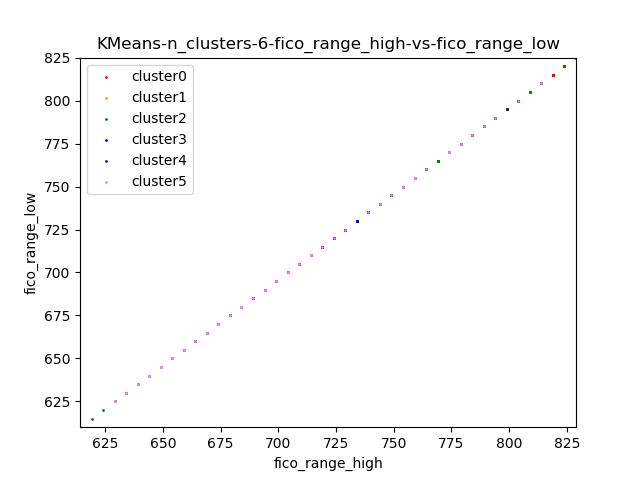 KMeans-n_clusters-6-fico_range_high-vs-fico_range_low
825
800
775
750
725
700
675
650
625
fico_range_low
cluster0
cluster1
cluster2
cluster3
cluster4
cluster5
625 650 675 700 725 750 775 800 825
fico_range_high